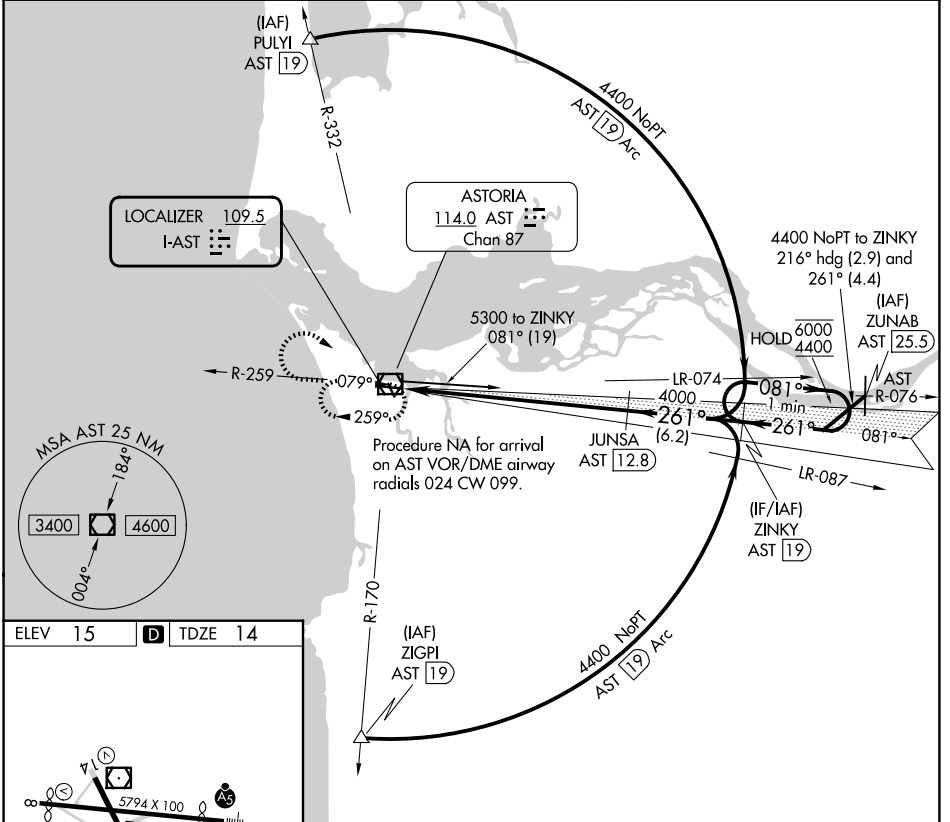 (IAF)
PULYI
AST 19
R-332
4400 NoPT
AST 19 Arc
LOCALIZER 109.5
I-AST
ASTORIA
114.0 AST
Chan 87
4400 NoPT to ZINKY
216° hdg (2.9) and
261° (4.4)
(IAF)
ZUNAB
AST 25.5
5300 to ZINKY
081° (19)
HOLD 6000
4400
R-259
079°
259°
LR-074
4000
081°
1 min
261°
261°
(6.2)
AST
R-076
081°
JUNSA
AST 12.8
LR-087
Procedure NA for arrival
on AST VOR/DME airway
radials 024 CW 099.
(IF/IAF)
ZINKY
AST 19
MSA AST 25 NM
184°
3400
4600
004°
R-170
(IAF)
ZIGPI
AST 19
4400 NoPT
AST 19 Arc
ELEV 15 D TDZE 14
14
V
V
8
5794 X 100
A5